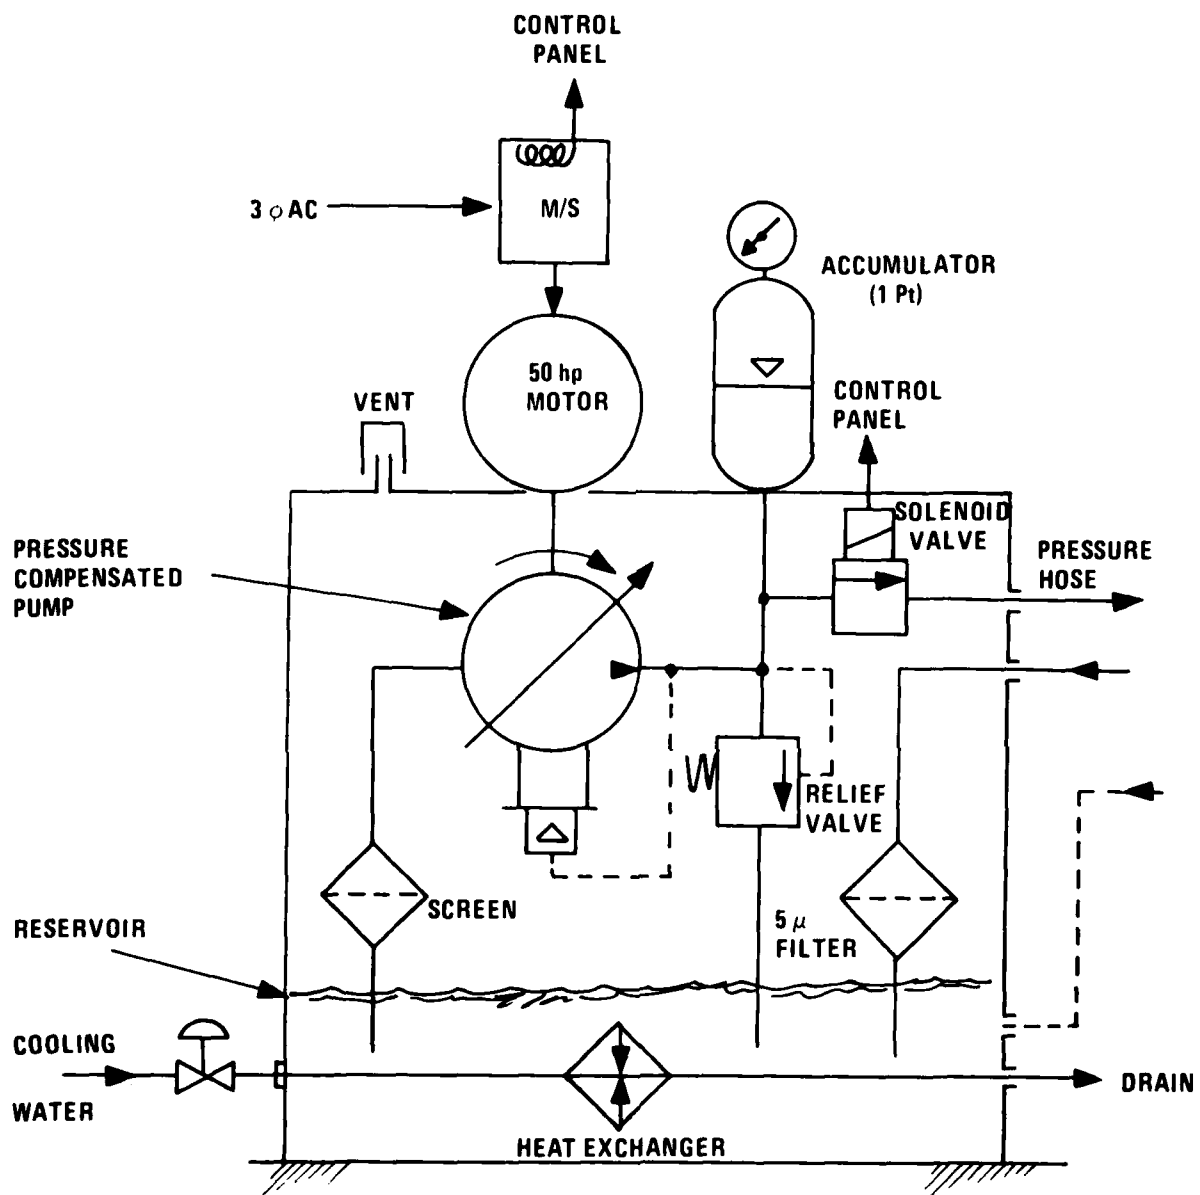 CONTROL
PANEL
3 φ AC
M/S
ACCUMULATOR
(1 Pt)
50 hp
MOTOR
VENT
CONTROL
PANEL
SOLENOID
VALVE
PRESSURE
COMPENSATED
PUMP
PRESSURE
HOSE
RELIEF
VALVE
SCREEN
5 μ
FILTER
RESERVOIR
COOLING
WATER
DRAIN
HEAT EXCHANGER